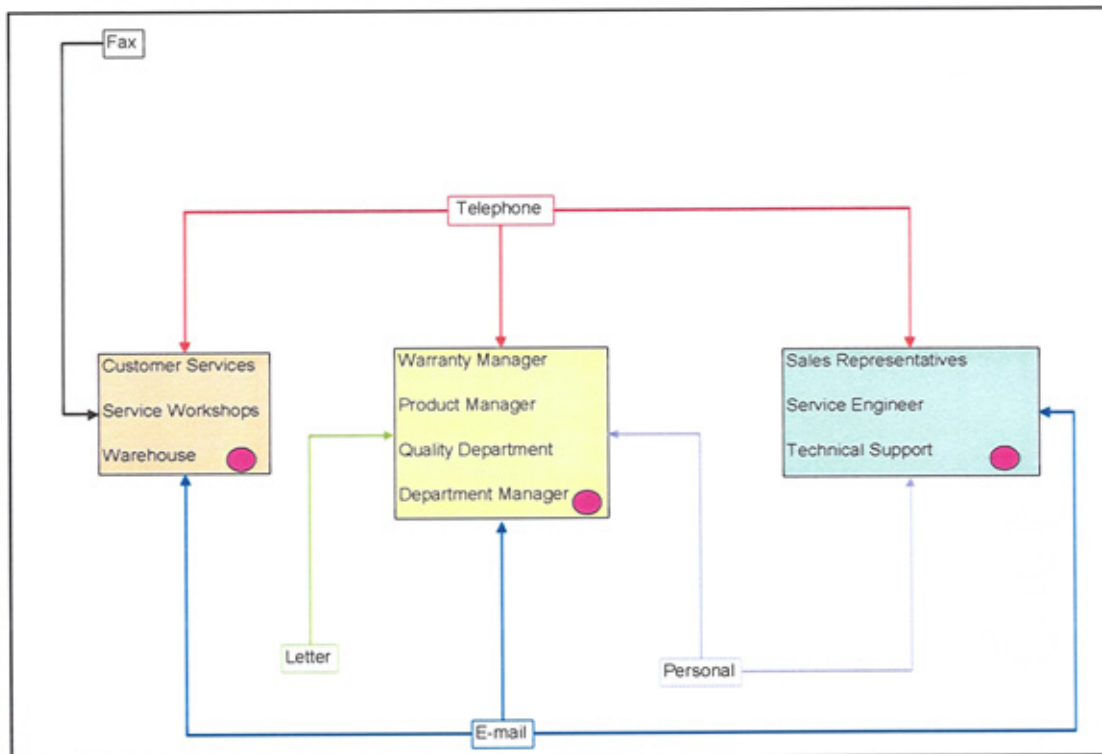 Fax
Telephone
Customer Services
Service Workshops
Warehouse
Warranty Manager
Product Manager
Quality Department
Department Manager
Sales Representatives
Service Engineer
Technical Support
Letter
Personal
E-mail